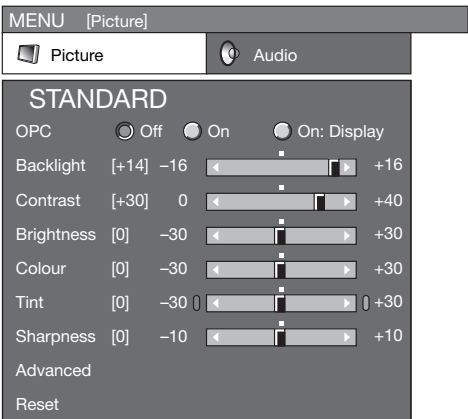 MENU [Picture]
Picture Audio
STANDARD
OPC Off On On: Display
Backlight [+14] –16 +16
Contrast [+30] 0 +40
Brightness [0] –30 +30
Colour [0] –30 +30
Tint [0] –30 +30
Sharpness [0] –10 +10
Advanced
Reset